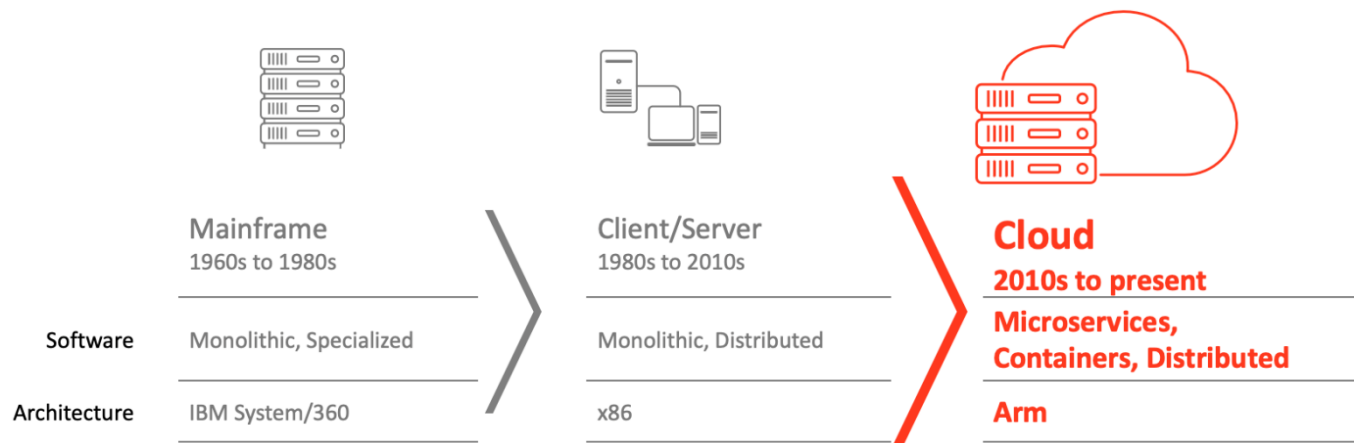 Mainframe
1960s to 1980s
Client/Server
1980s to 2010s
Cloud
2010s to present
Software
Monolithic, Specialized
Monolithic, Distributed
Microservices,
Containers, Distributed
Architecture
IBM System/360
x86
Arm